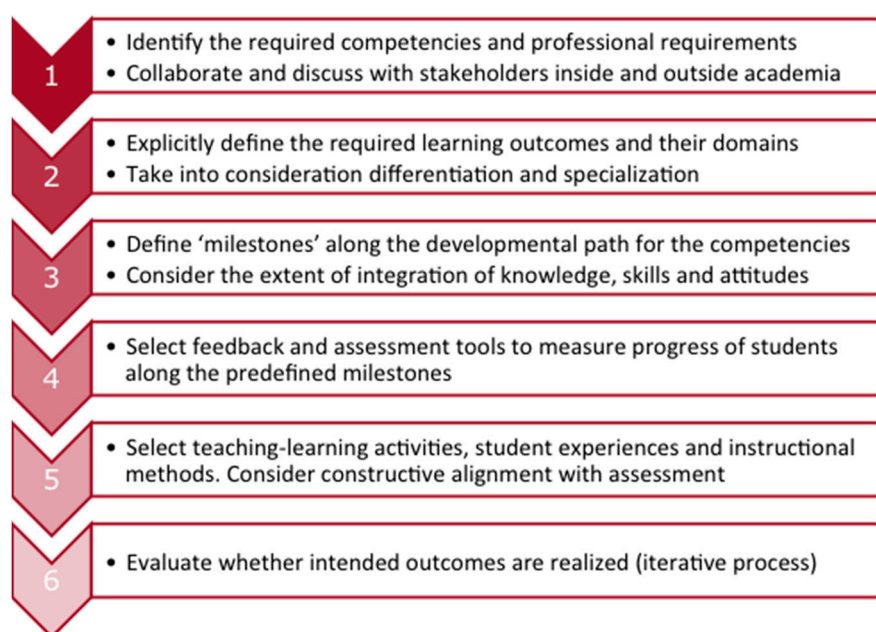 1
• Identify the required competencies and professional requirements
• Collaborate and discuss with stakeholders inside and outside academia
2
• Explicitly define the required learning outcomes and their domains
• Take into consideration differentiation and specialization
3
• Define ‘milestones’ along the developmental path for the competencies
• Consider the extent of integration of knowledge, skills and attitudes
4
• Select feedback and assessment tools to measure progress of students
along the predefined milestones
5
• Select teaching-learning activities, student experiences and instructional
methods. Consider constructive alignment with assessment
6
• Evaluate whether intended outcomes are realized (iterative process)